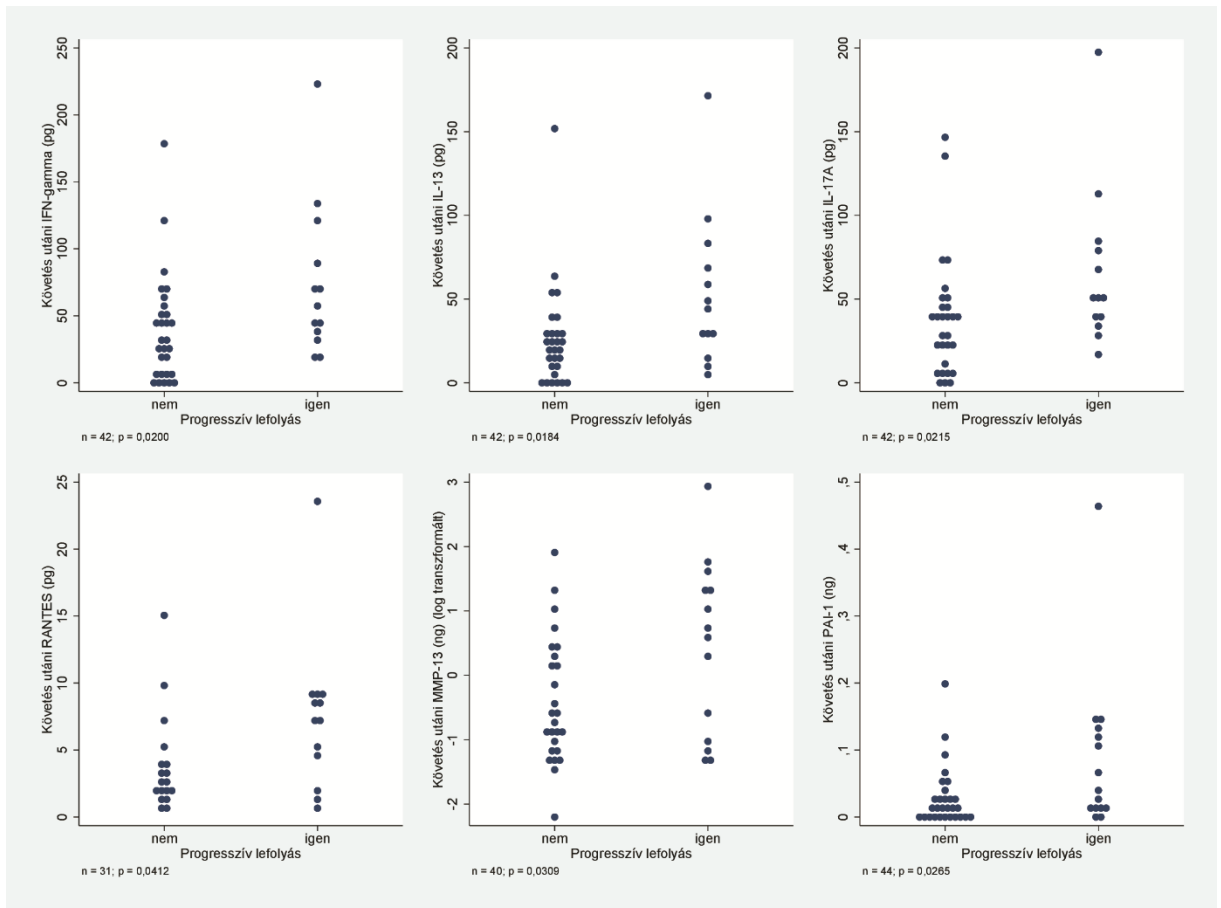 Követés utáni IFN-gamma (pg)
250
200
150
100
50
0
nem
igen
Progresszív lefolyás
n = 42; p = 0,0200
Követés utáni IL-13 (pg)
200
150
100
50
0
nem
igen
Progresszív lefolyás
n = 42; p = 0,0184
Követés utáni IL-17A (pg)
200
150
100
50
0
nem
igen
Progresszív lefolyás
n = 42; p = 0,0215
Követés utáni RANTES (pg)
25
20
15
10
5
0
nem
igen
Progresszív lefolyás
n = 31; p = 0,0412
Követés utáni MMP-13 (ng) (log transzformált)
3
2
1
0
-1
-2
nem
igen
Progresszív lefolyás
n = 40; p = 0,0309
Követés utáni PAI-1 (ng)
,5
,4
,3
,2
,1
0
nem
igen
Progresszív lefolyás
n = 44; p = 0,0265